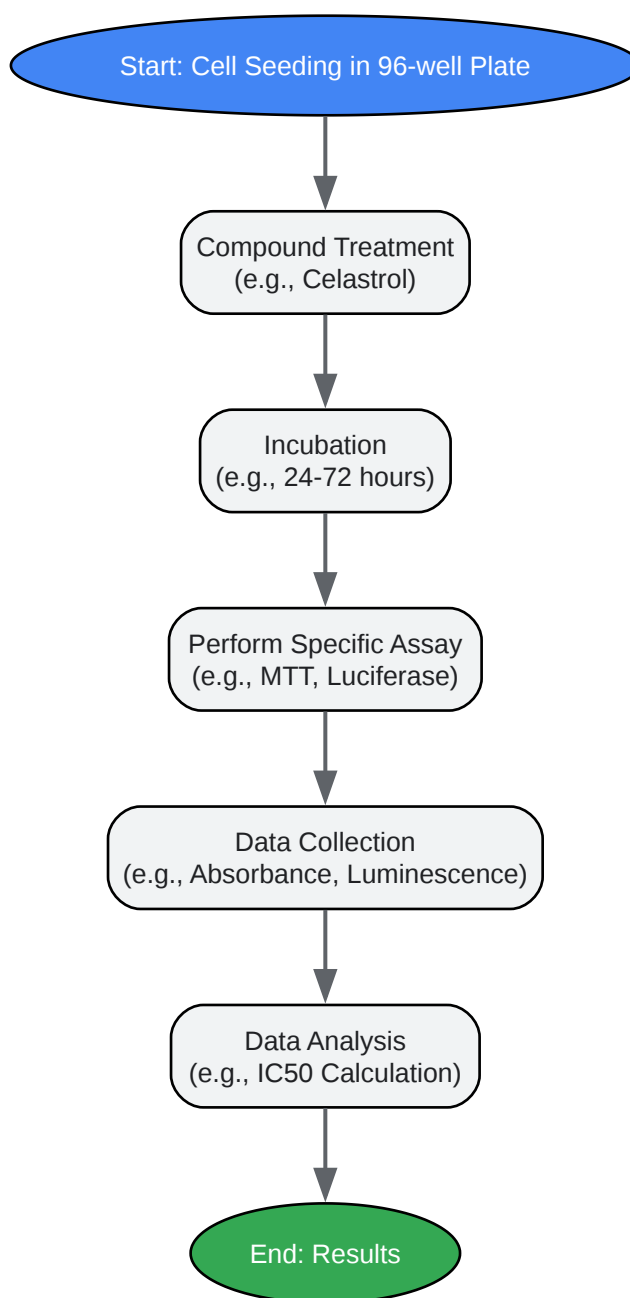 Start: Cell Seeding in 96-well Plate
Compound Treatment
(e.g., Celastrol)
Incubation
(e.g., 24-72 hours)
Perform Specific Assay
(e.g., MTT, Luciferase)
Data Collection
(e.g., Absorbance, Luminescence)
Data Analysis
(e.g., IC50 Calculation)
End: Results